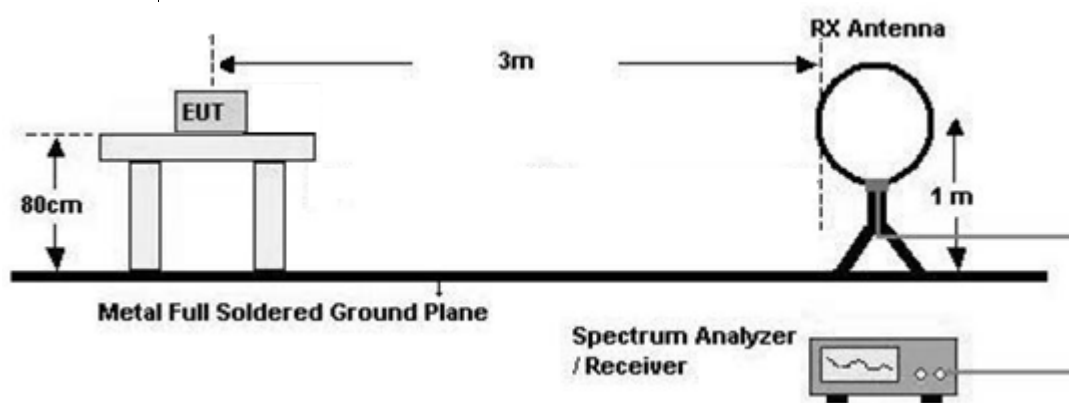 RX Antenna
3m
EUT
80cm
1 m
Metal Full Soldered Ground Plane
Spectrum Analyzer
/ Receiver